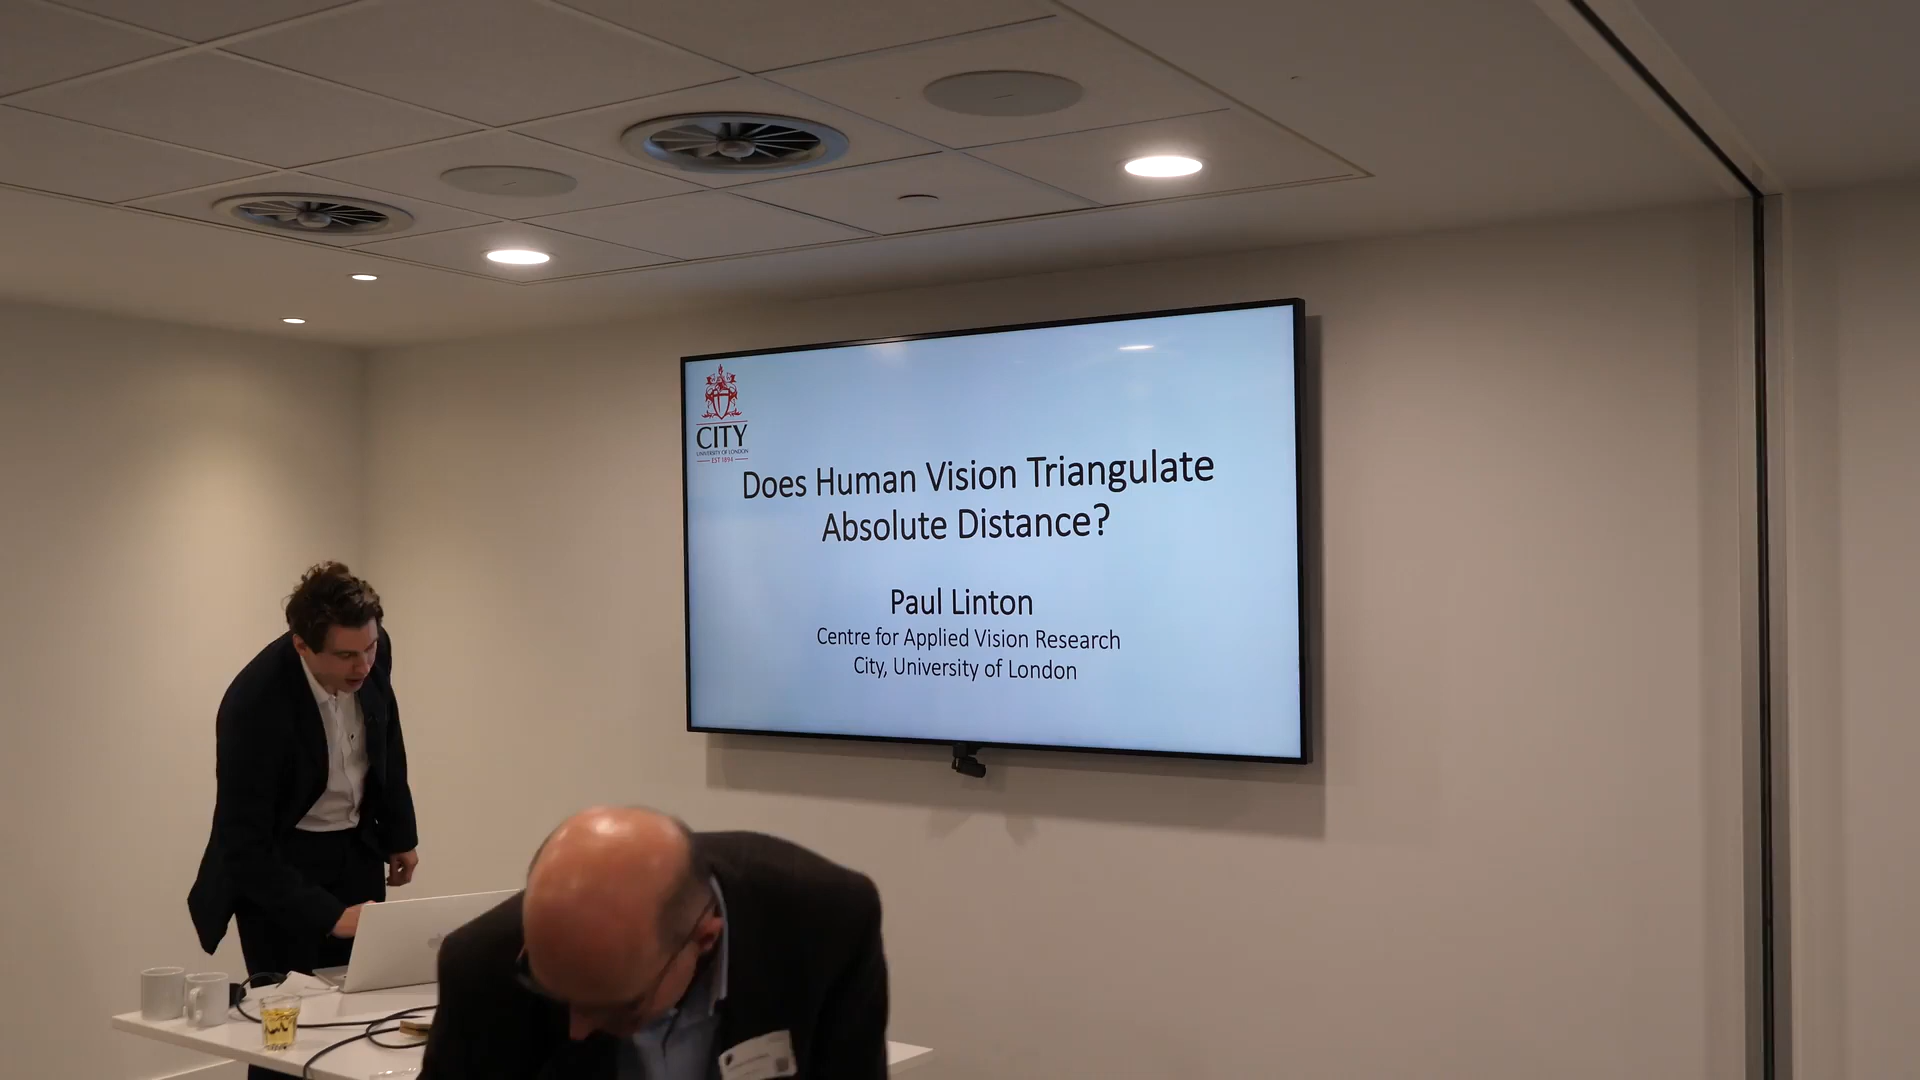 CITY
UNIVERSITY OF LONDON
EST 1894
Does Human Vision Triangulate
Absolute Distance?
Paul Linton
Centre for Applied Vision Research
City, University of London